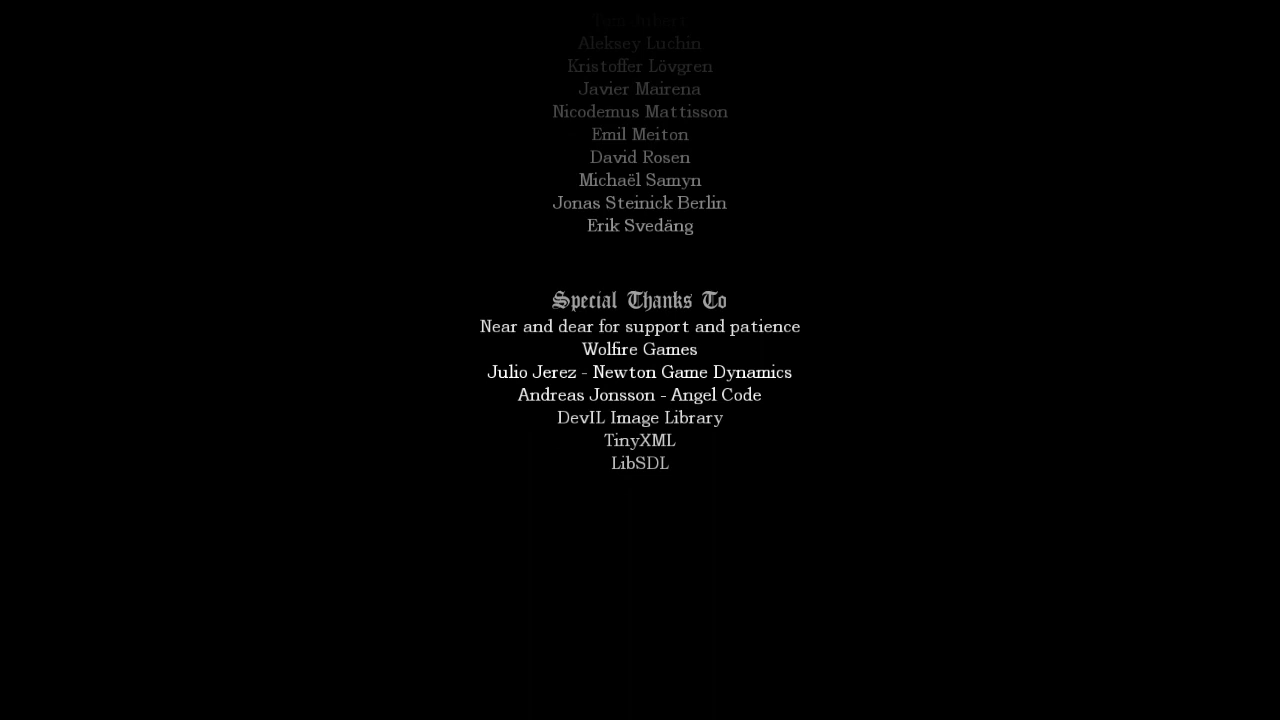 Tom Jubert
Aleksey Luchin
Kristoffer Lövgren
Javier Mairena
Nicodemus Mattisson
Emil Meiton
David Rosen
Michaël Samyn
Jonas Steinick Berlin
Erik Svedäng
Special Thanks To
Near and dear for support and patience
Wolfire Games
Julio Jerez - Newton Game Dynamics
Andreas Jonsson - Angel Code
DevIL Image Library
TinyXML
LibSDL